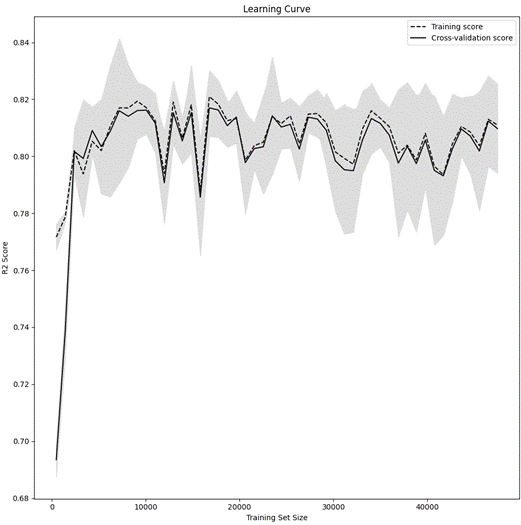 Learning Curve
Training score
Cross-validation score
R2 Score
0.84
0.82
0.80
0.78
0.76
0.74
0.72
0.70
0.68
0
10000
20000
30000
40000
Training Set Size